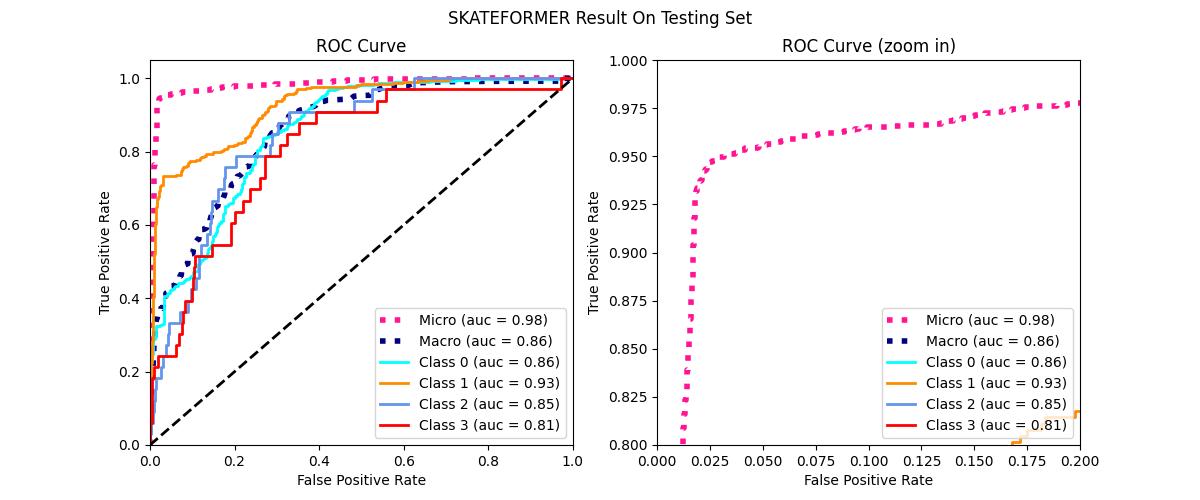 SKATEFORMER Result On Testing Set
ROC Curve
1.0
0.8
0.6
0.4
0.2
0.0
True Positive Rate
Micro (auc = 0.98)
Macro (auc = 0.86)
Class 0 (auc = 0.86)
Class 1 (auc = 0.93)
Class 2 (auc = 0.85)
Class 3 (auc = 0.81)
0.0 0.2 0.4 0.6 0.8 1.0
False Positive Rate
ROC Curve (zoom in)
1.000
0.975
0.950
0.925
0.900
0.875
0.850
0.825
0.800
True Positive Rate
Micro (auc = 0.98)
Macro (auc = 0.86)
Class 0 (auc = 0.86)
Class 1 (auc = 0.93)
Class 2 (auc = 0.85)
Class 3 (auc = 0.81)
0.000 0.025 0.050 0.075 0.100 0.125 0.150 0.175 0.200
False Positive Rate